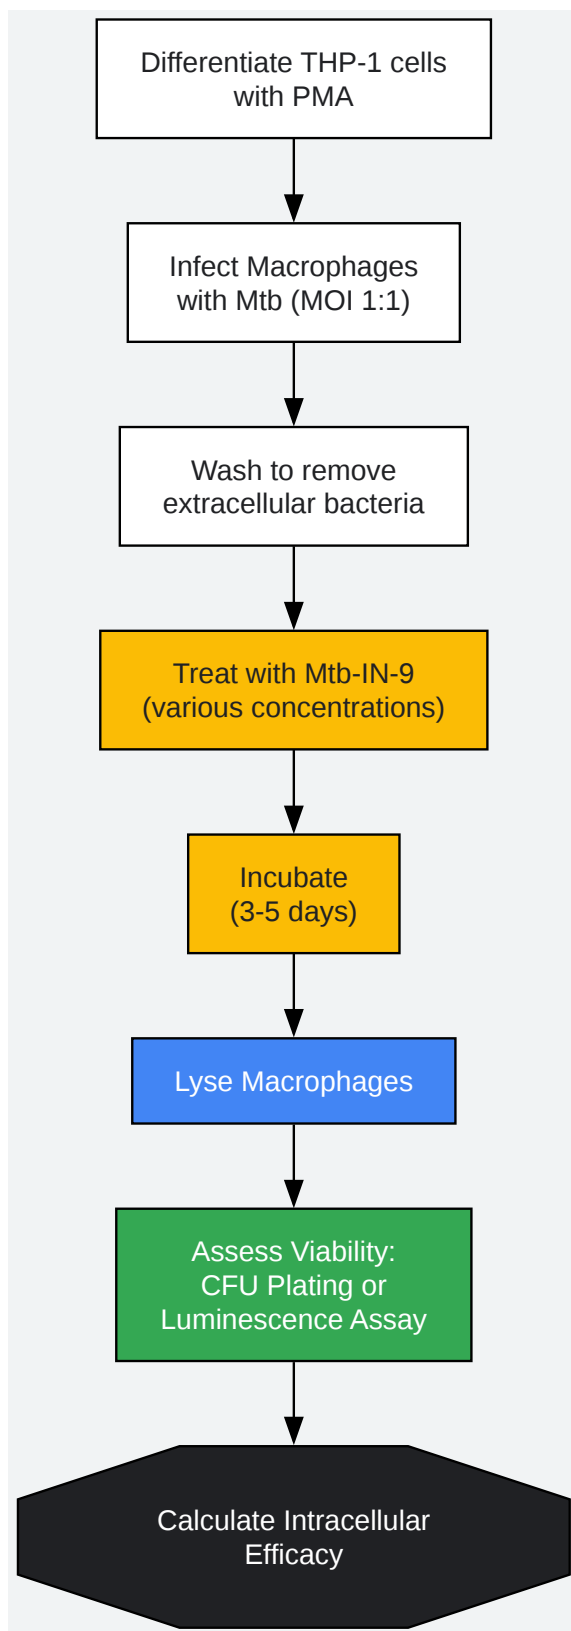 Differentiate THP-1 cells
with PMA
Infect Macrophages
with Mtb (MOI 1:1)
Wash to remove
extracellular bacteria
Treat with Mtb-IN-9
(various concentrations)
Incubate
(3-5 days)
Lyse Macrophages
Assess Viability:
CFU Plating or
Luminescence Assay
Calculate Intracellular
Efficacy